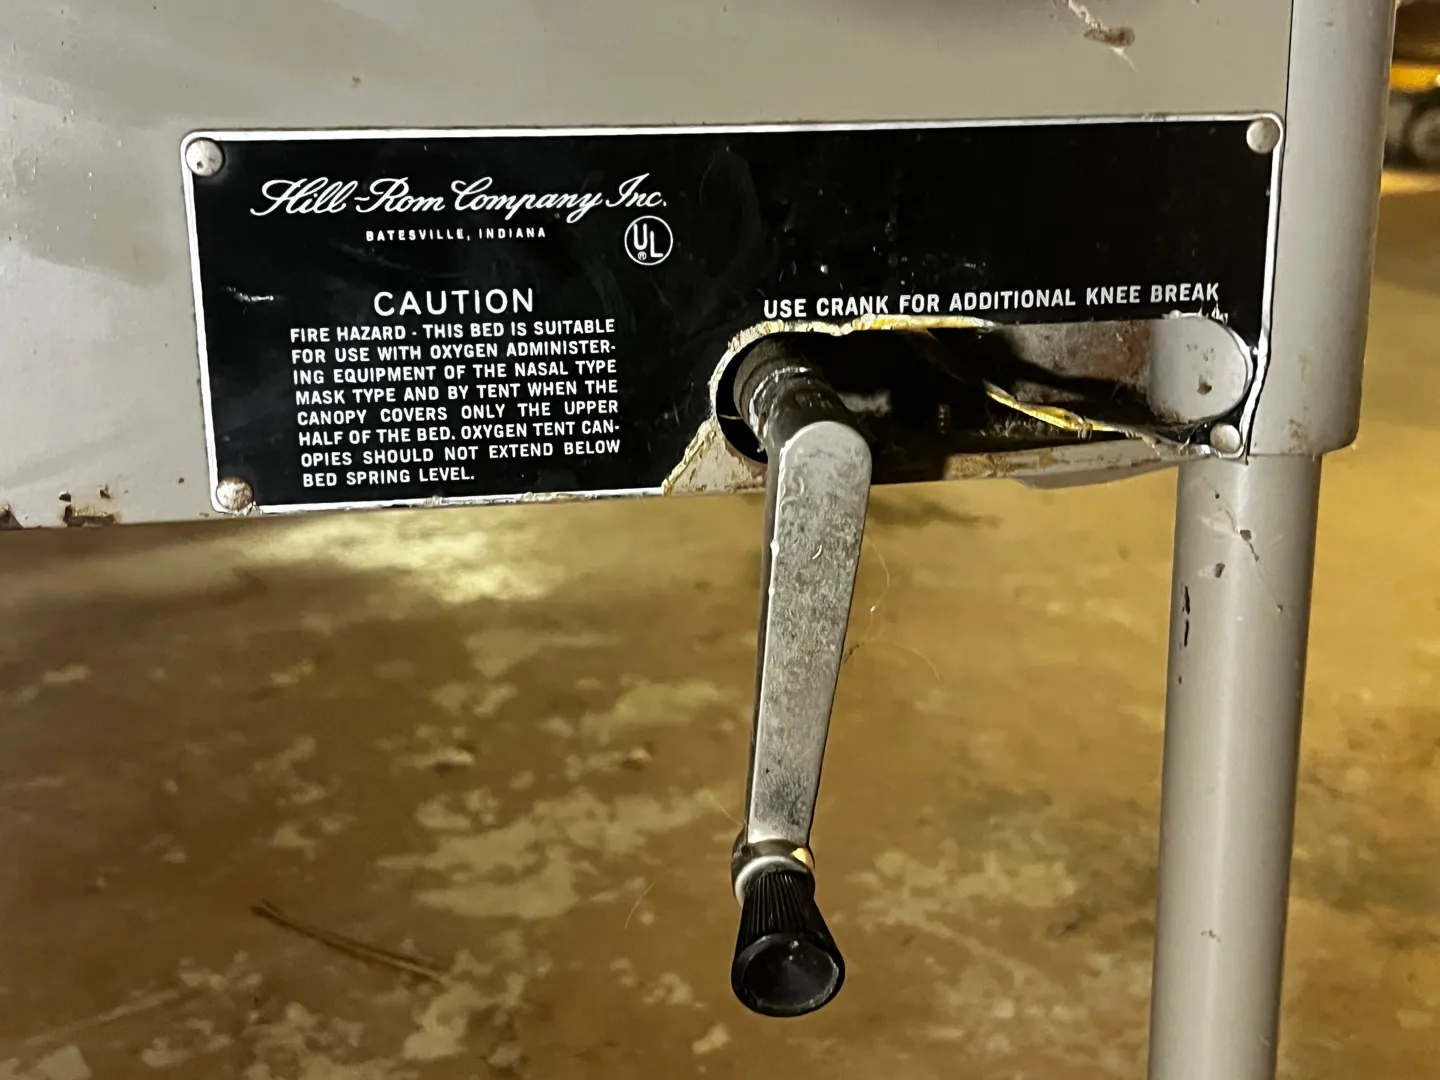 Hill-Rom Company Inc.
BATESVILLE, INDIANA
UL
®
CAUTION
FIRE HAZARD - THIS BED IS SUITABLE
FOR USE WITH OXYGEN ADMINISTER-
ING EQUIPMENT OF THE NASAL TYPE
MASK TYPE AND BY TENT WHEN THE
CANOPY COVERS ONLY THE UPPER
HALF OF THE BED. OXYGEN TENT CAN-
OPIES SHOULD NOT EXTEND BELOW
BED SPRING LEVEL.
USE CRANK FOR ADDITIONAL KNEE BREAK